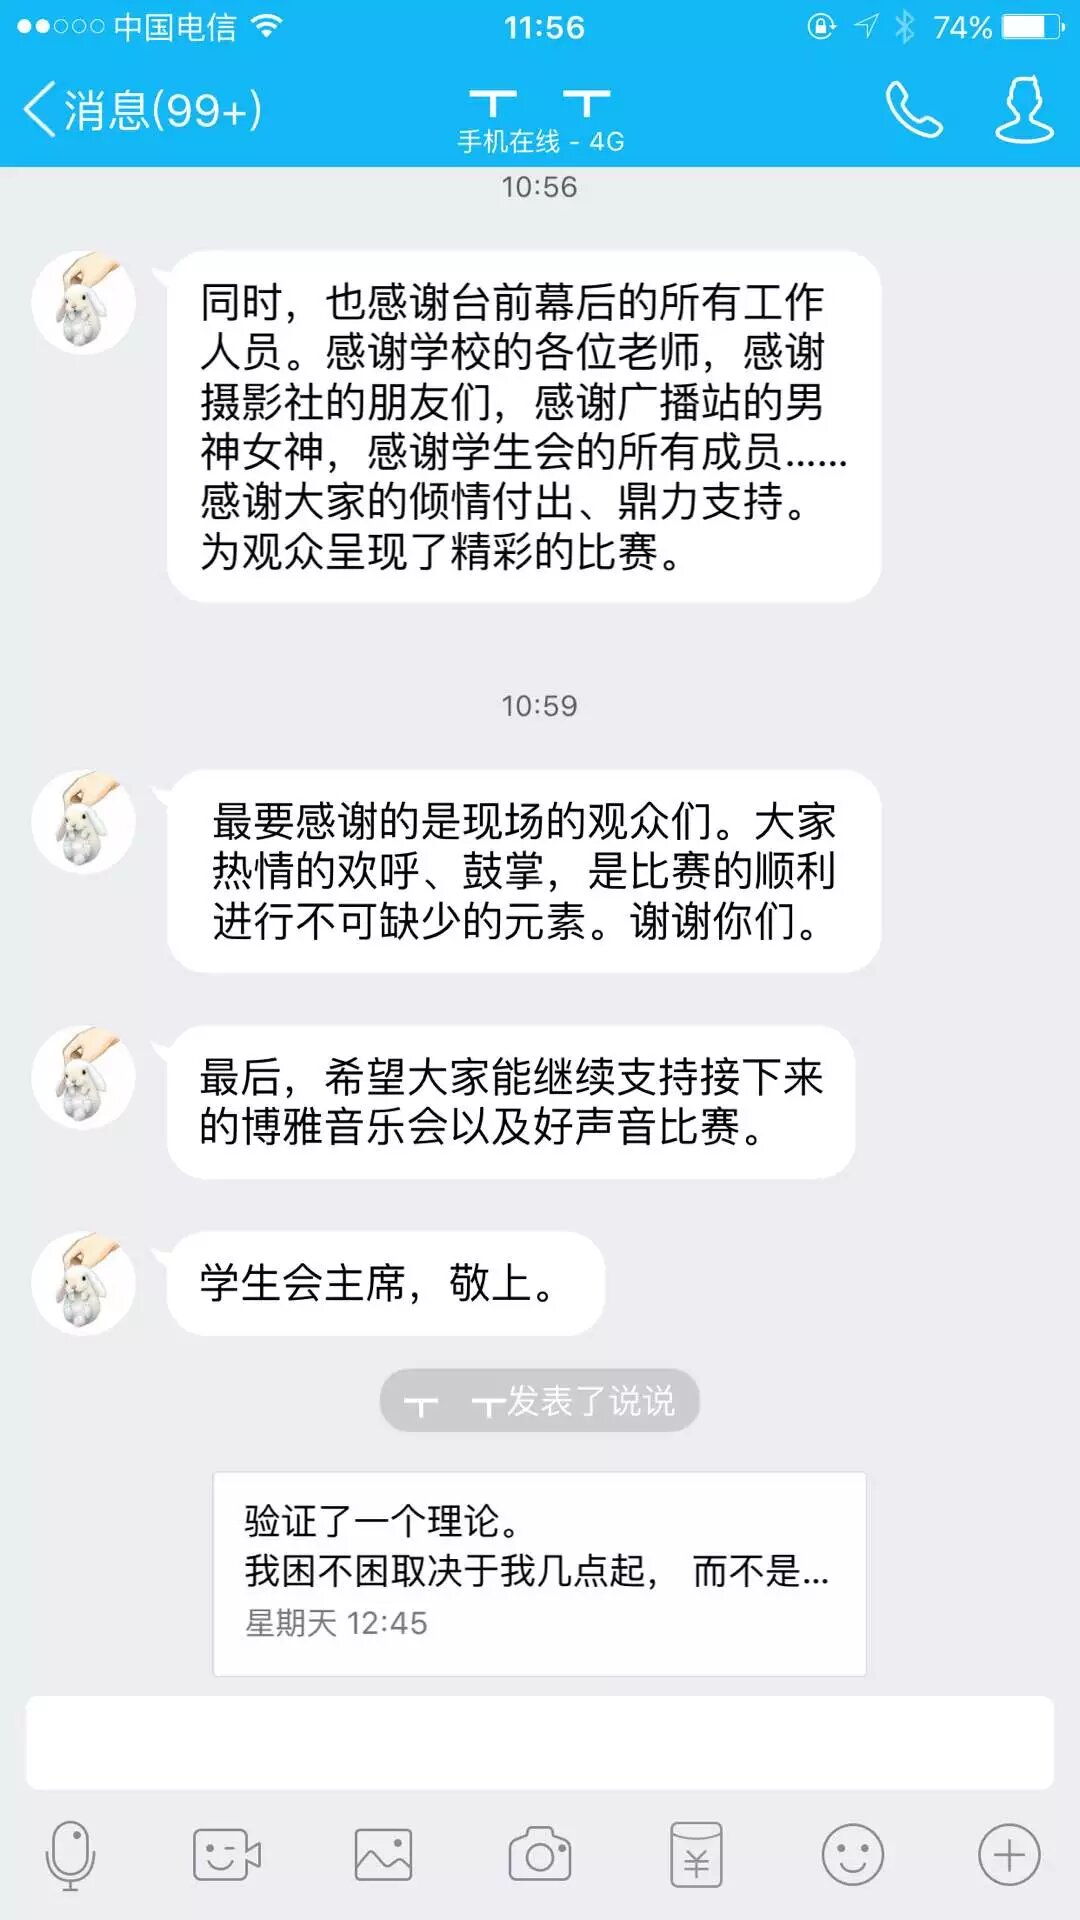 中国电信 11:56 74%
消息(99+) ㅜ ㅜ
手机在线 - 4G
10:56
同时，也感谢台前幕后的所有工作
人员。感谢学校的各位老师，感谢
摄影社的朋友们，感谢广播站的男
神女神，感谢学生会的所有成员......
感谢大家的倾情付出、鼎力支持。
为观众呈现了精彩的比赛。
10:59
最要感谢的是现场的观众们。大家
热情的欢呼、鼓掌，是比赛的顺利
进行不可缺少的元素。谢谢你们。
最后，希望大家能继续支持接下来
的博雅音乐会以及好声音比赛。
学生会主席，敬上。
ㅜ ㅜ发表了说说
验证了一个理论。
我困不困取决于我几点起， 而不是...
星期天 12:45